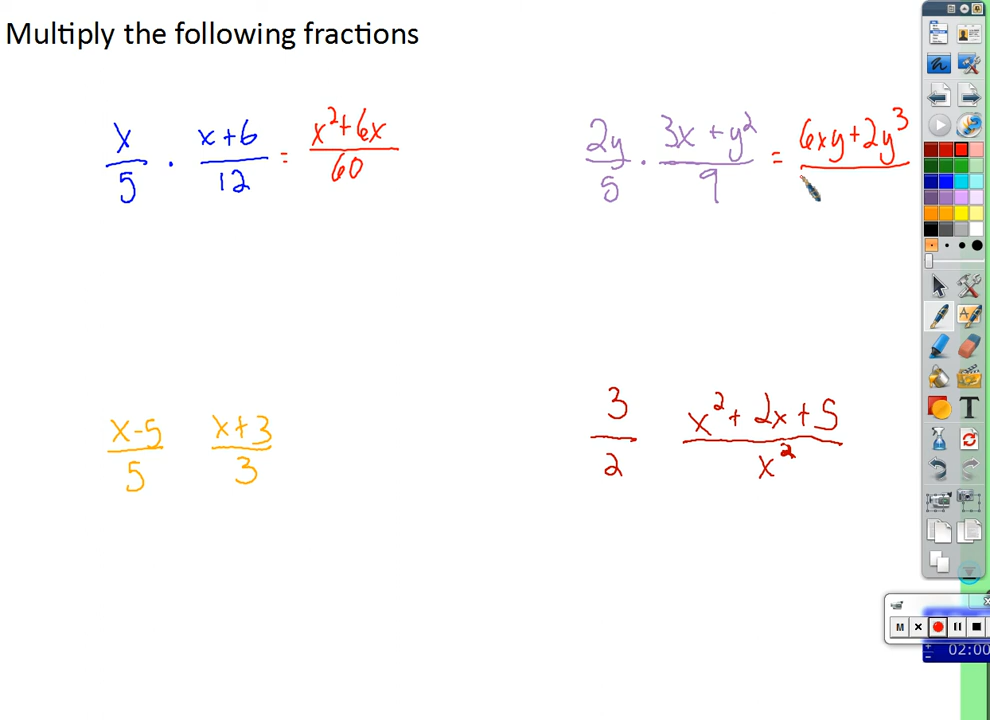 Multiply the following fractions
x/5 · x+6/12 = x²+6x/60
2y/5 · 3x+y²/9 = 6xy+2y³
x-5/5 x+3/3
3/2 x²+2x+5/x²
M
02:00